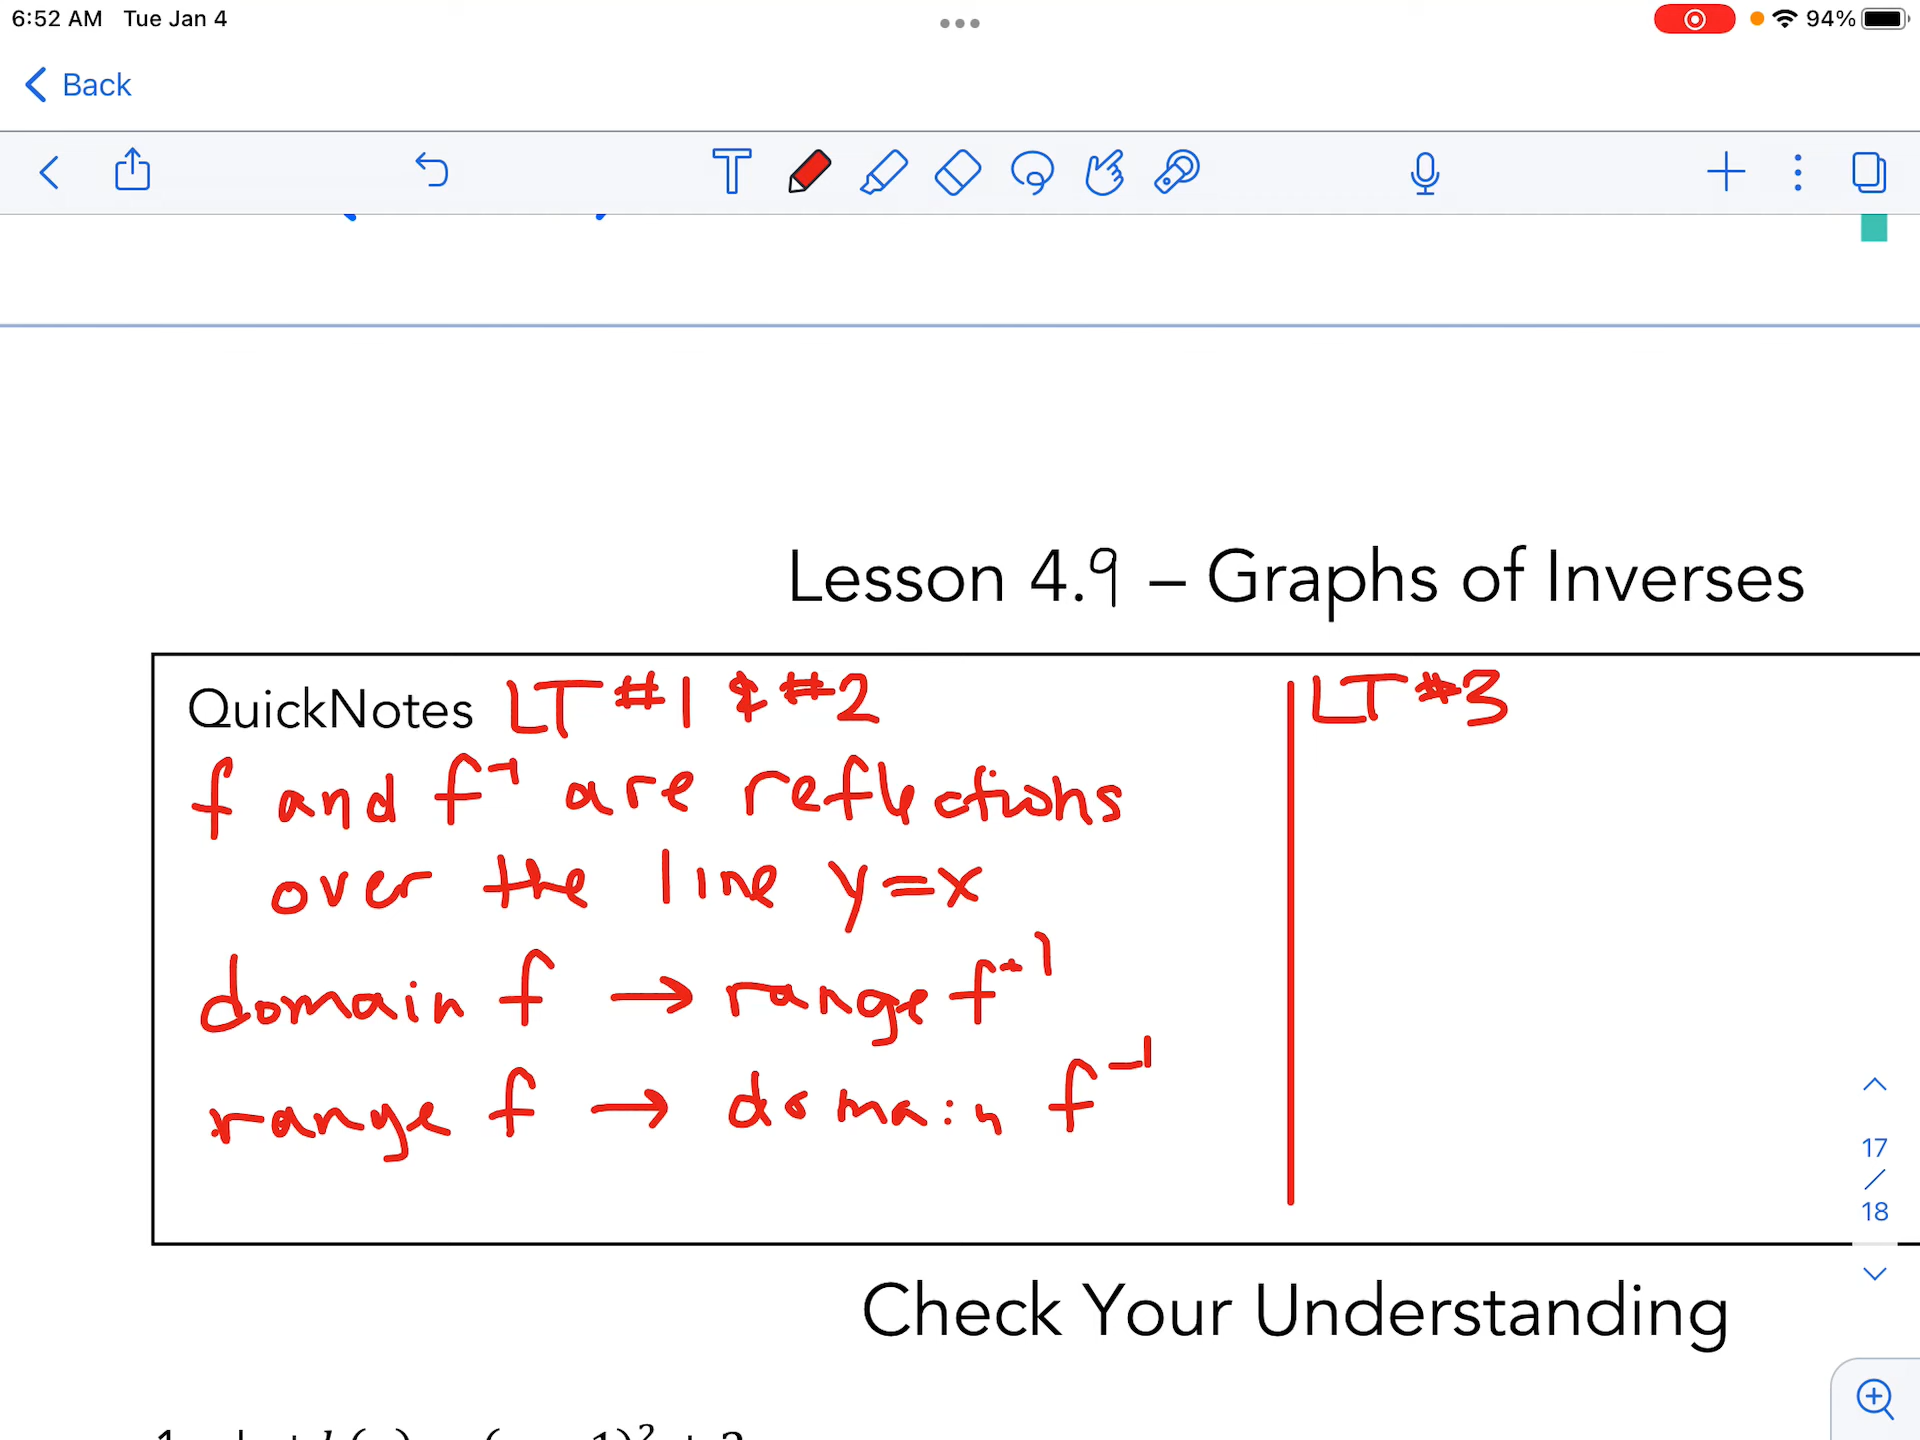 6:52 AM Tue Jan 4
94%
Back
Lesson 4.9 – Graphs of Inverses
QuickNotes LT #1 & #2
f and f⁻¹ are reflections
over the line y=x
domain f → range f⁻¹
range f → domain f⁻¹
LT #3
17
/
18
Check Your Understanding